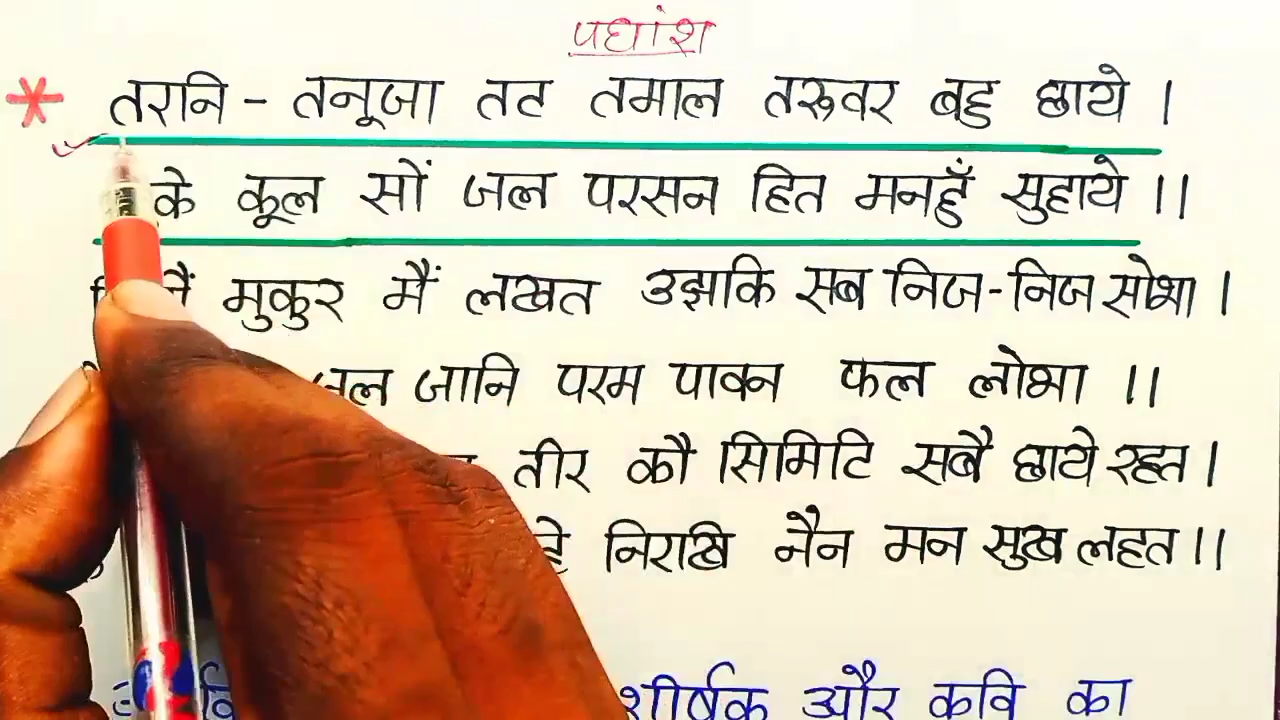 पद्यांश
तरनि - तनूजा तट तमाल तरुवर बहु छाये ।
के कूल सों जल परसन हित मनहुँ सुहाये ।।
मुकुर मैं लखत उझकि सब निज-निज सोभा ।
जल जानि परम पावन फल लोभा ।।
तीर कौ सिमिटि सबै छाये रहत ।
निरखि नैन मन सुख लहत ।।
शीर्षक और कवि का